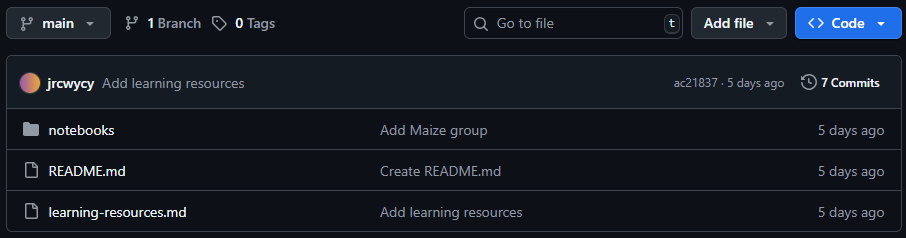 main 1 Branch 0 Tags Go to file t Add file Code
jrcwycy Add learning resources ac21837 · 5 days ago 7 Commits
notebooks Add Maize group 5 days ago
README.md Create README.md 5 days ago
learning-resources.md Add learning resources 5 days ago